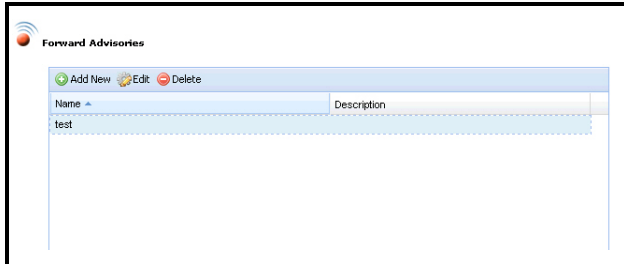 Forward Advisories
Add New Edit Delete
Name Description
test